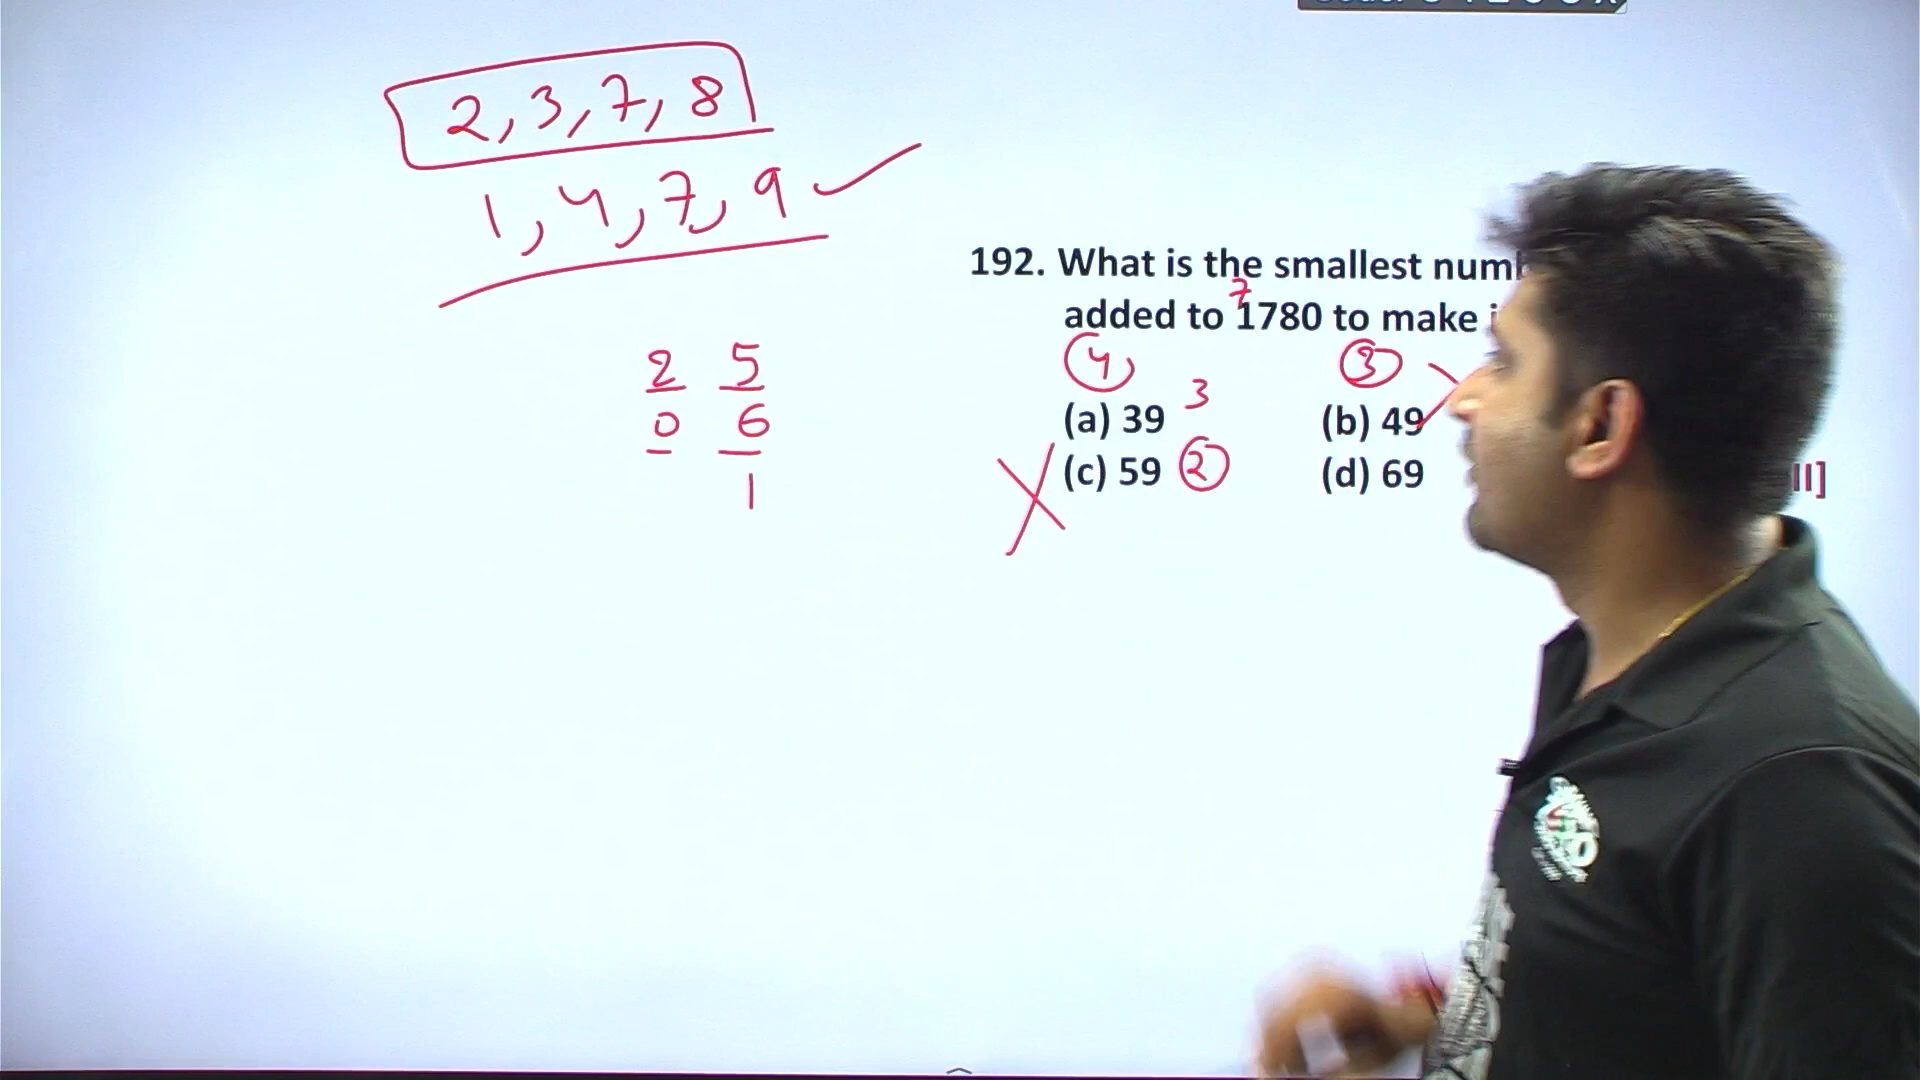 2, 3, 7, 8
1, 4, 7, 9
192. What is the smallest
7
added to 1780 to make
4 3
2 5
3
(a) 39 (b) 49
0 6
(c) 59 2 (d) 69
II]
1